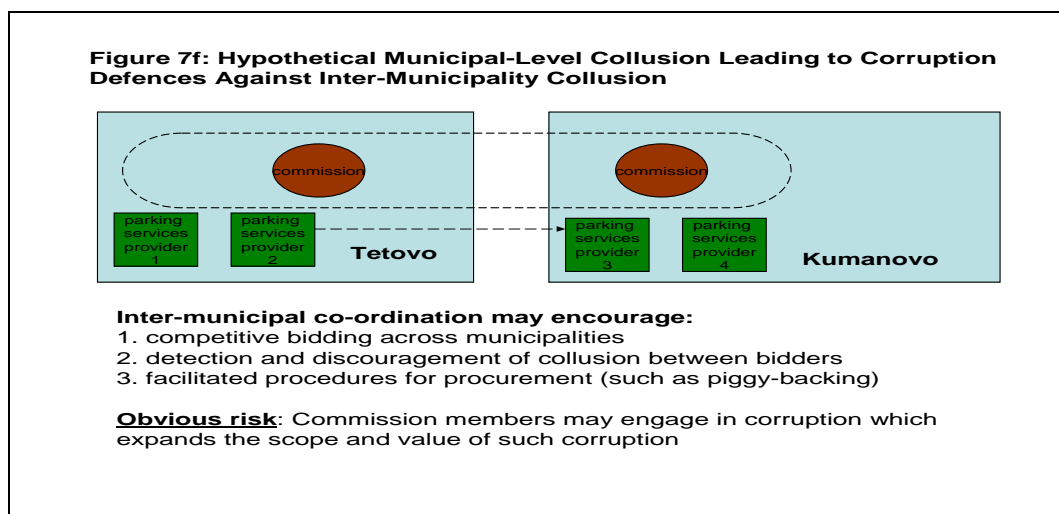 Figure 7f: Hypothetical Municipal-Level Collusion Leading to Corruption
Defences Against Inter-Municipality Collusion
commission
commission
parking
services
provider
1
parking
services
provider
2
Tetovo
parking
services
provider
3
parking
services
provider
4
Kumanovo
Inter-municipal co-ordination may encourage:
1. competitive bidding across municipalities
2. detection and discouragement of collusion between bidders
3. facilitated procedures for procurement (such as piggy-backing)
Obvious risk: Commission members may engage in corruption which
expands the scope and value of such corruption